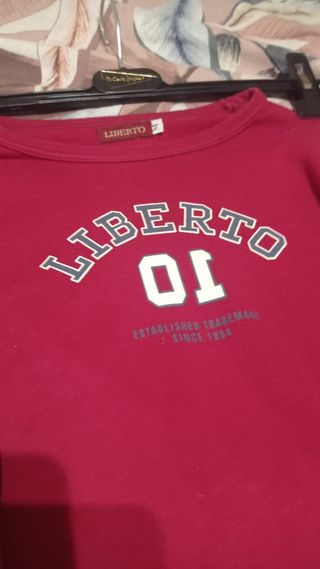 LIBERTO
LIBERTO
10
ESTABLISHED TRADEMARK
SINCE 1954